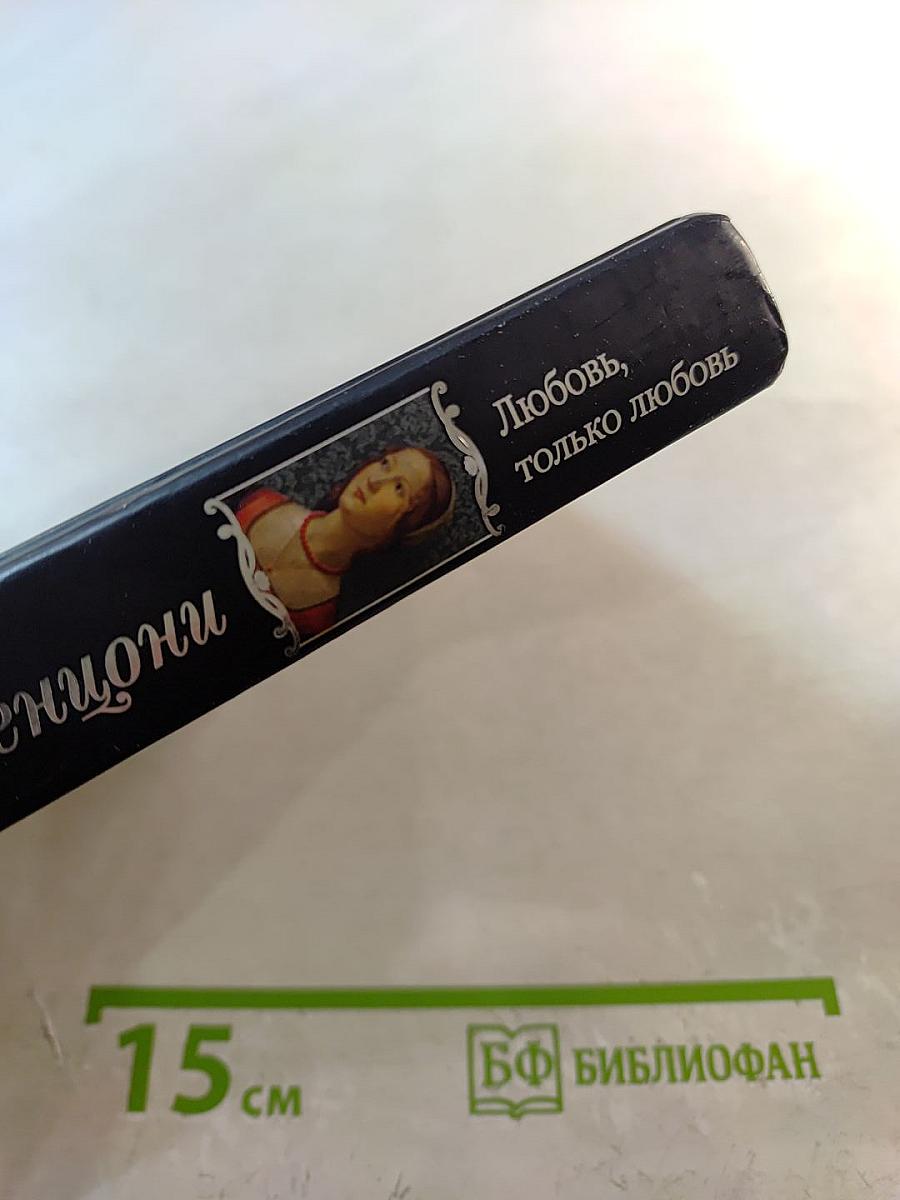 Любовь,
только любовь
енцони
15 см
БФ БИБЛИОФАН